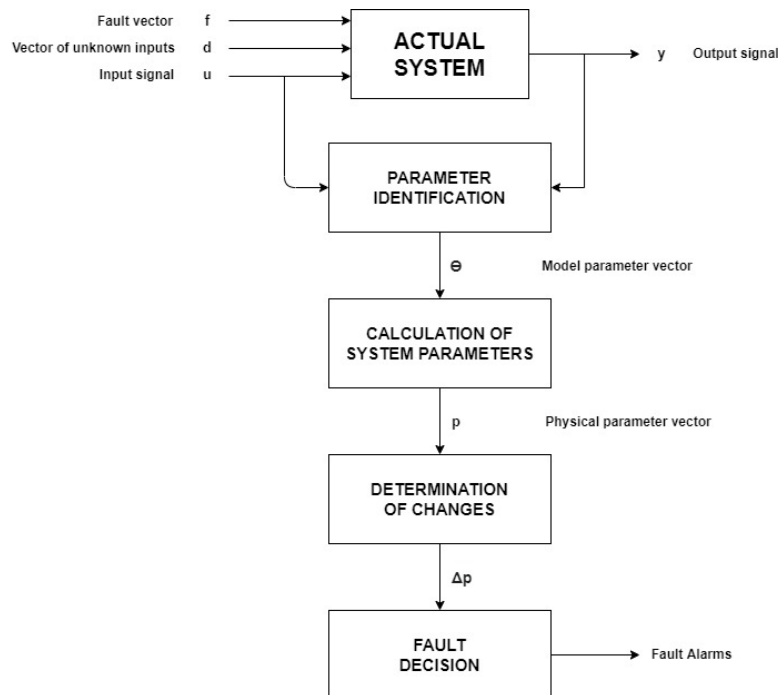 Fault vector f
Vector of unknown inputs d
Input signal u
ACTUAL
SYSTEM
y Output signal
PARAMETER
IDENTIFICATION
ϴ Model parameter vector
CALCULATION OF
SYSTEM PARAMETERS
p Physical parameter vector
DETERMINATION
OF CHANGES
Δp
FAULT
DECISION
Fault Alarms